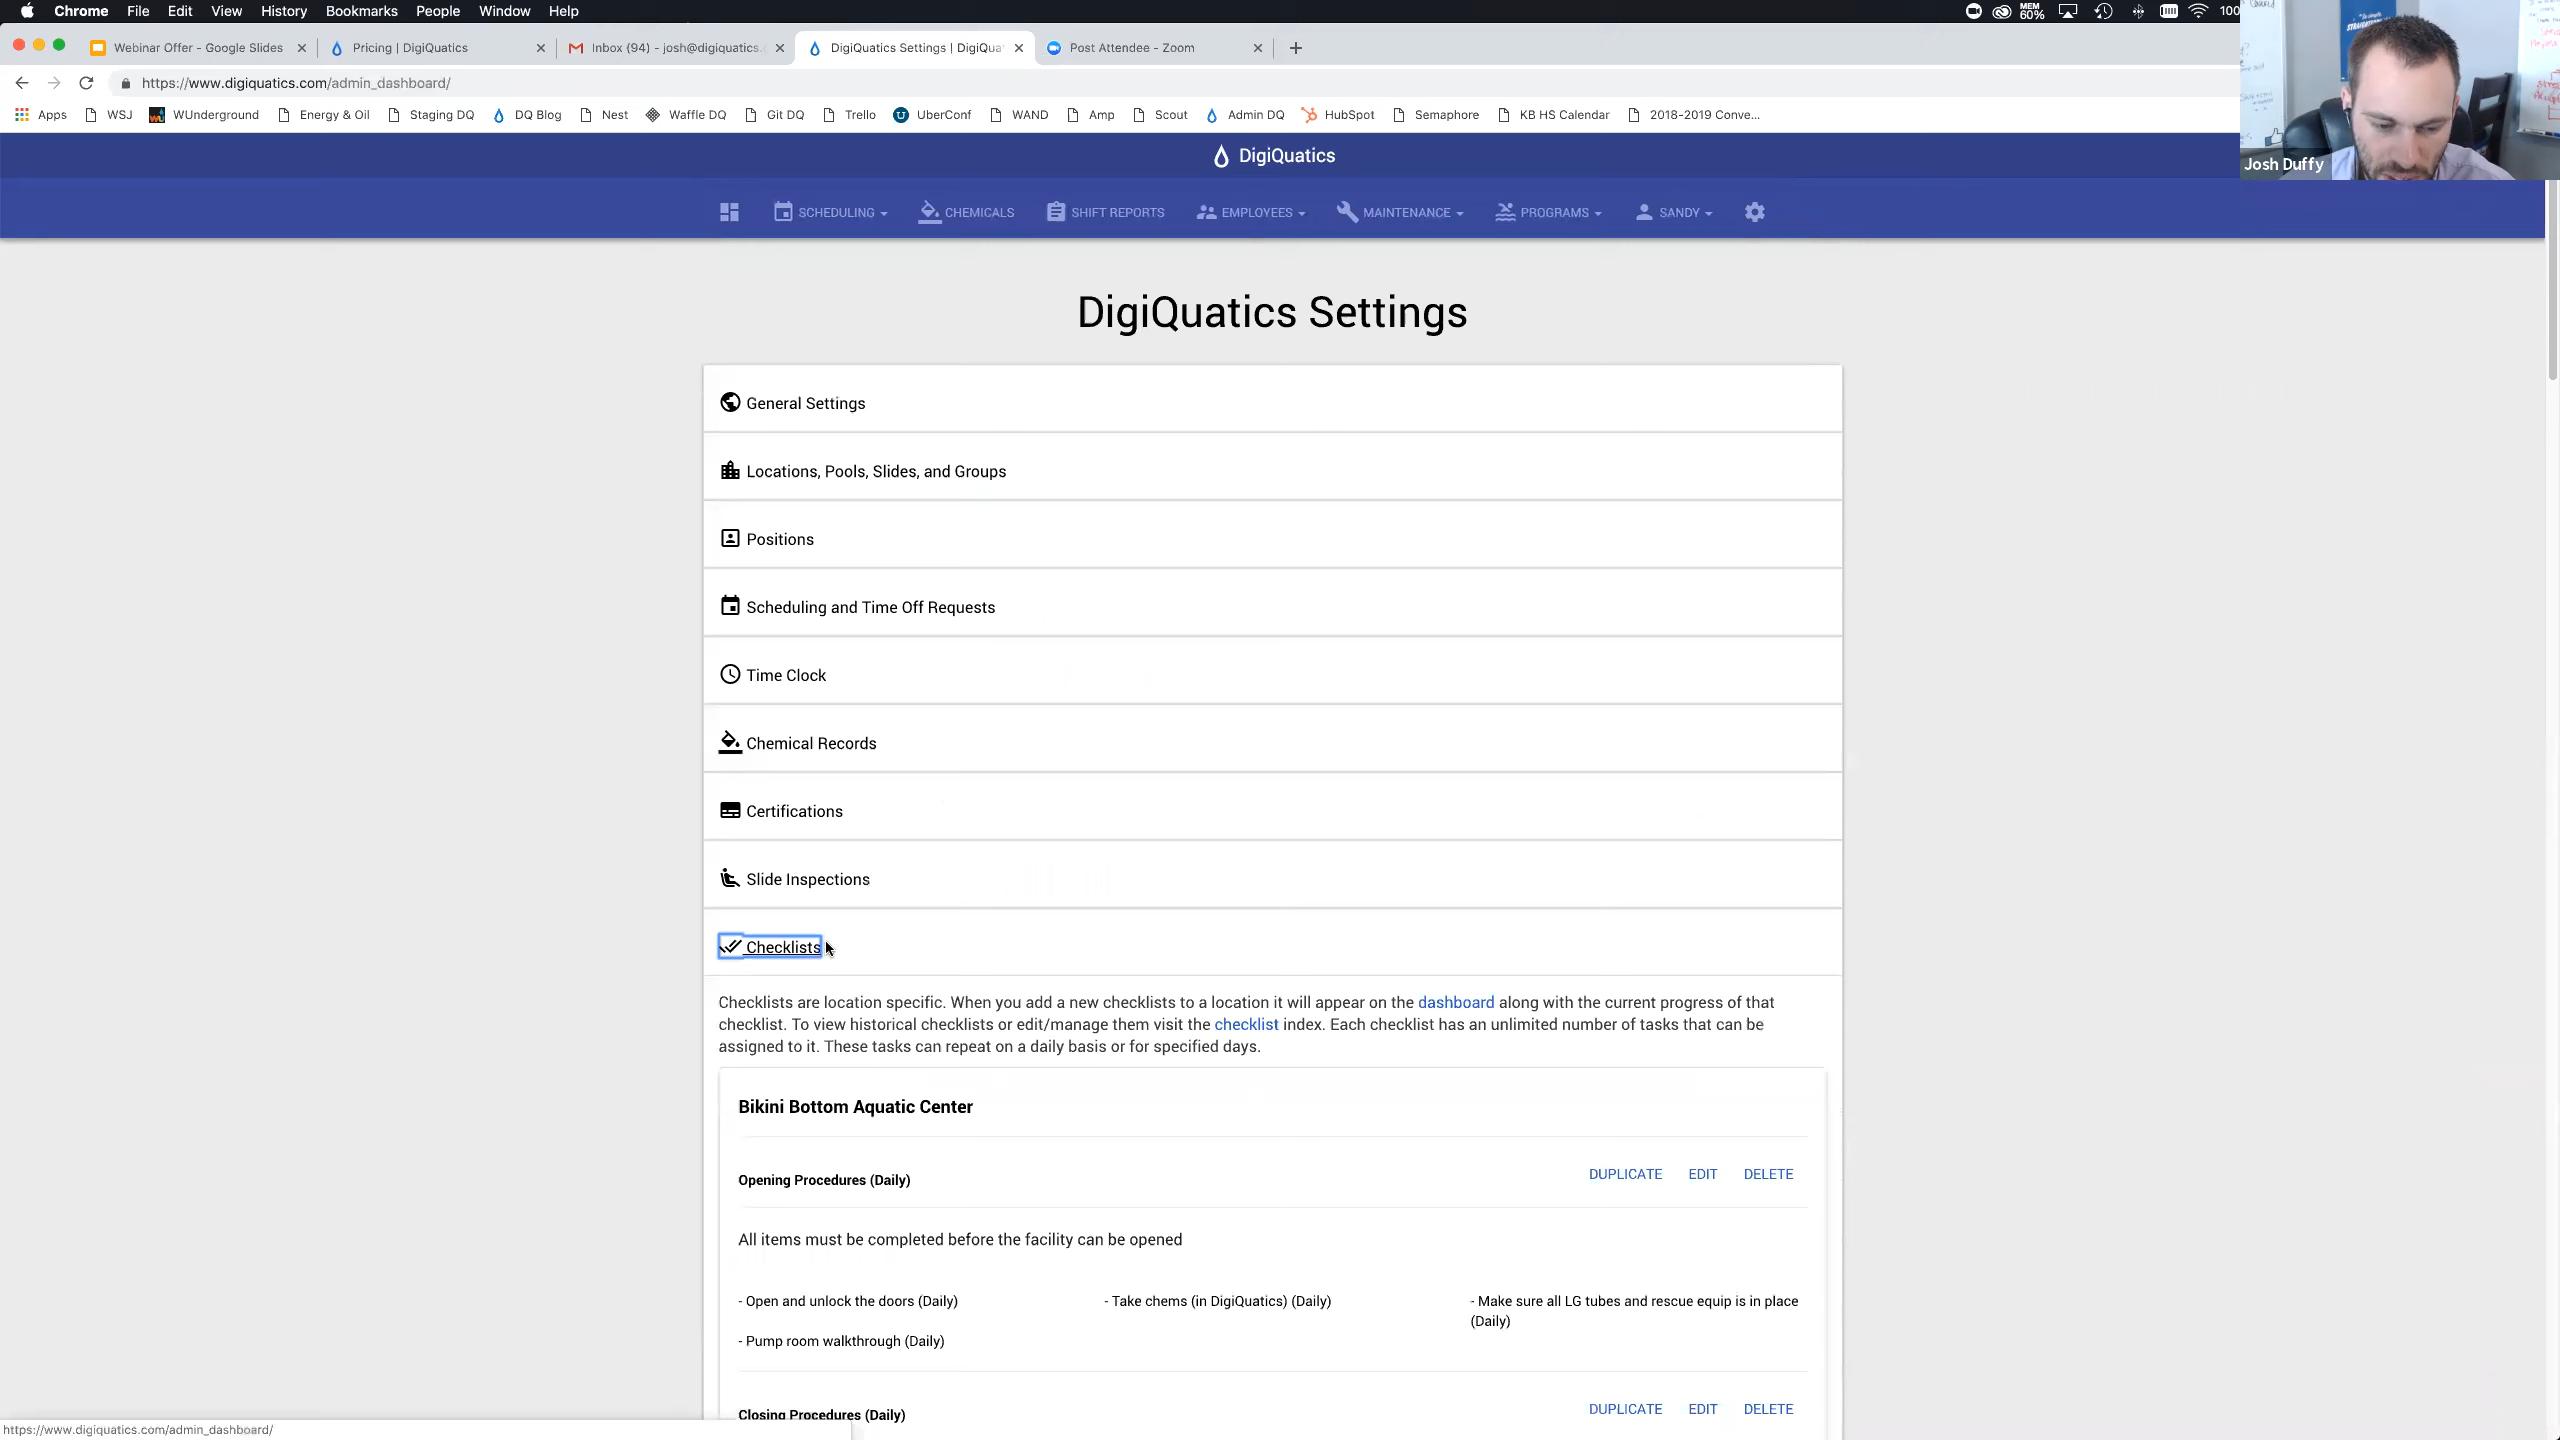 Chrome File Edit View History Bookmarks People Window Help MEM 60% 100
Webinar Offer - Google Slides Pricing | DigiQuatics Inbox (94) - josh@digiquatics. DigiQuatics Settings | DigiQua Post Attendee - Zoom
https://www.digiquatics.com/admin_dashboard/
Apps WSJ WUnderground Energy & Oil Staging DQ DQ Blog Nest Waffle DQ Git DQ Trello UberConf WAND Amp Scout Admin DQ HubSpot Semaphore KB HS Calendar 2018-2019 Conve...
Josh Duffy
DigiQuatics
SCHEDULING CHEMICALS SHIFT REPORTS EMPLOYEES MAINTENANCE PROGRAMS SANDY
DigiQuatics Settings
General Settings
Locations, Pools, Slides, and Groups
Positions
Scheduling and Time Off Requests
Time Clock
Chemical Records
Certifications
Slide Inspections
Checklists
Checklists are location specific. When you add a new checklists to a location it will appear on the dashboard along with the current progress of that
checklist. To view historical checklists or edit/manage them visit the checklist index. Each checklist has an unlimited number of tasks that can be
assigned to it. These tasks can repeat on a daily basis or for specified days.
Bikini Bottom Aquatic Center
Opening Procedures (Daily) DUPLICATE EDIT DELETE
All items must be completed before the facility can be opened
- Open and unlock the doors (Daily) - Take chems (in DigiQuatics) (Daily) - Make sure all LG tubes and rescue equip is in place
(Daily)
- Pump room walkthrough (Daily)
Closing Procedures (Daily) DUPLICATE EDIT DELETE
https://www.digiquatics.com/admin_dashboard/